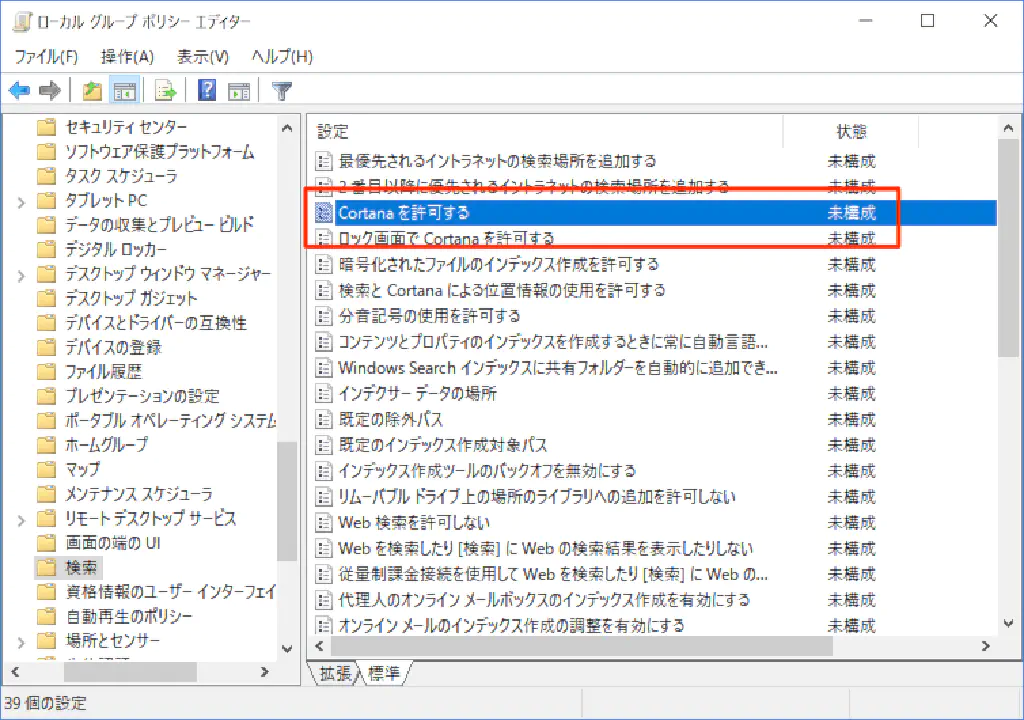 ローカル グループ ポリシー エディター
ファイル(F) 操作(A) 表示(V) ヘルプ(H)
セキュリティ センター
ソフトウェア保護プラットフォーム
タスク スケジューラ
タブレット PC
データの収集とプレビュー ビルド
デジタル ロッカー
デスクトップ ウィンドウ マネージャー
デスクトップ ガジェット
デバイスとドライバーの互換性
デバイスの登録
ファイル履歴
プレゼンテーションの設定
ポータブル オペレーティング システム
ホームグループ
マップ
メンテナンス スケジューラ
リモート デスクトップ サービス
画面の端の UI
検索
資格情報のユーザー インターフェイ
自動再生のポリシー
場所とセンサー
設定 状態
最優先されるイントラネットの検索場所を追加する 未構成
2 番目以降に優先されるイントラネットの検索場所を追加する 未構成
Cortana を許可する 未構成
ロック画面で Cortana を許可する 未構成
暗号化されたファイルのインデックス作成を許可する 未構成
検索と Cortana による位置情報の使用を許可する 未構成
分音記号の使用を許可する 未構成
コンテンツとプロパティのインデックスを作成するときに常に自動言語... 未構成
Windows Search インデックスに共有フォルダーを自動的に追加でき... 未構成
インデクサー データの場所 未構成
既定の除外パス 未構成
既定のインデックス作成対象パス 未構成
インデックス作成ツールのバックオフを無効にする 未構成
リムーバブル ドライブ上の場所のライブラリへの追加を許可しない 未構成
Web 検索を許可しない 未構成
Web を検索したり [検索] に Web の検索結果を表示したりしない 未構成
従量制課金接続を使用して Web を検索したり [検索] に Web の... 未構成
代理人のオンライン メールボックスのインデックス作成を有効にする 未構成
オンライン メールのインデックス作成の調整を有効にする 未構成
拡張 標準
39 個の設定